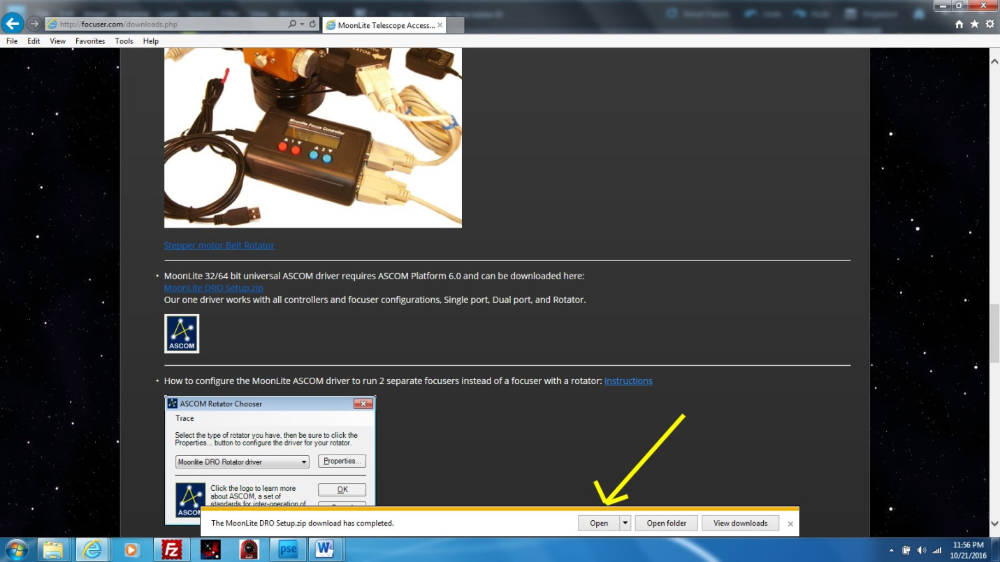 http://focuser.com/downloads.php
MoonLite Telescope Access...
File Edit View Favorites Tools Help
Moonlite Focus Controller
1 2
Stepper motor Belt Rotator
• MoonLite 32/64 bit universal ASCOM driver requires ASCOM Platform 6.0 and can be downloaded here:
MoonLite DRO Setup.zip
Our one driver works with all controllers and focuser configurations, Single port, Dual port, and Rotator.
ASCOM
• How to configure the MoonLite ASCOM driver to run 2 separate focusers instead of a focuser with a rotator: Instructions
ASCOM Rotator Chooser
Trace
Select the type of rotator you have, then be sure to click the
Properties... button to configure the driver for your rotator.
Moonlite DRO Rotator driver Properties...
Click the logo to learn more
about ASCOM, a set of
standards for inter-operation of
OK
ASCOM
The MoonLite DRO Setup.zip download has completed. Open Open folder View downloads
Fz pse W
11:56 PM
10/21/2016